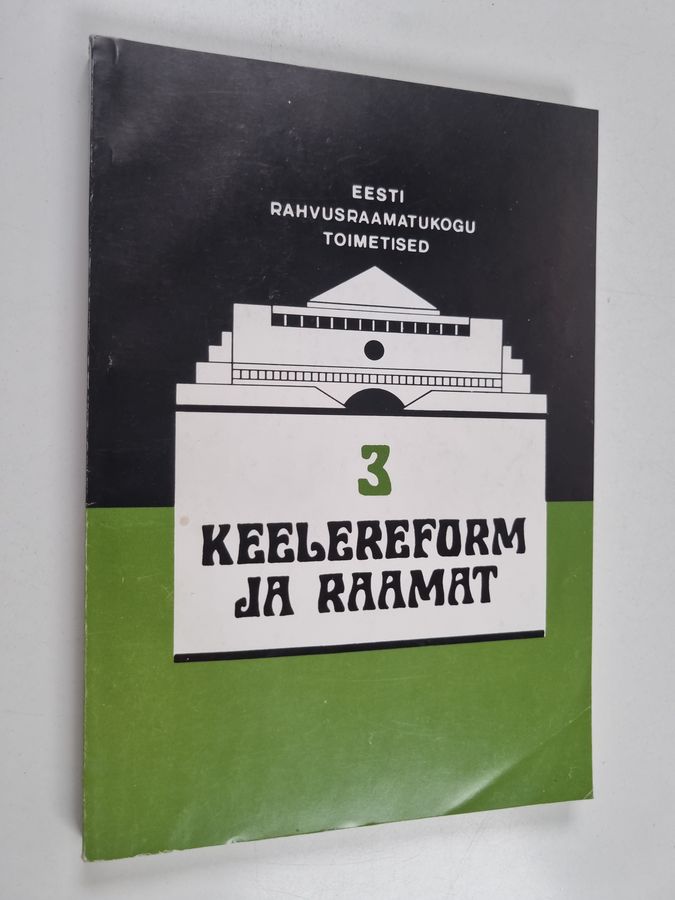 EESTI
RAHVUSRAAMATUKOGU
TOIMETISED
3
KEELEREFORM
JA RAAMAT